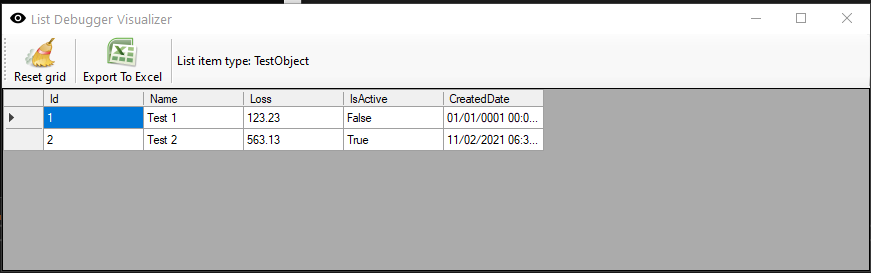 List Debugger Visualizer
Reset grid Export To Excel List item type: TestObject
Id Name Loss IsActive CreatedDate
1 Test 1 123.23 False 01/01/0001 00:0...
2 Test 2 563.13 True 11/02/2021 06:3...